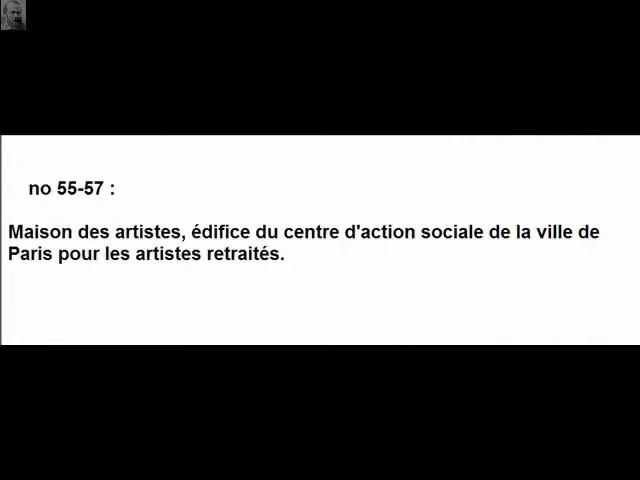 no 55-57 :
Maison des artistes, édifice du centre d'action sociale de la ville de
Paris pour les artistes retraités.